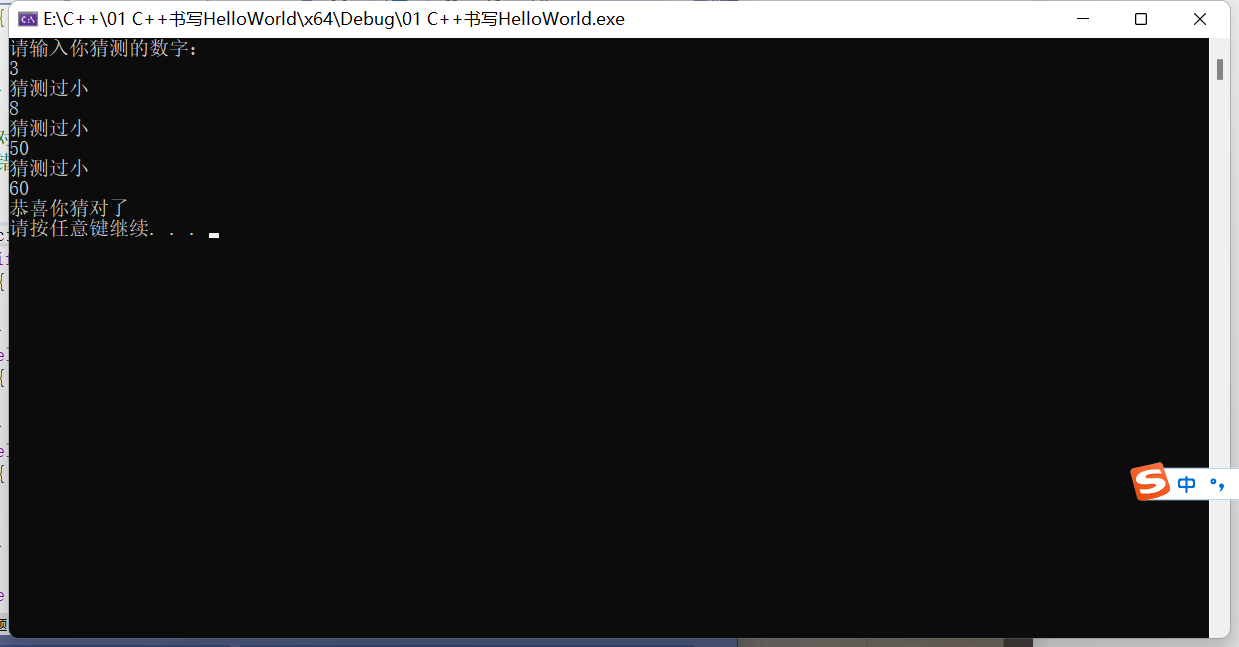 E:\C++\01 C++书写HelloWorld\x64\Debug\01 C++书写HelloWorld.exe
请输入你猜测的数字：
3
猜测过小
8
猜测过小
50
猜测过小
60
恭喜你猜对了
请按任意键继续. . .
中 °,